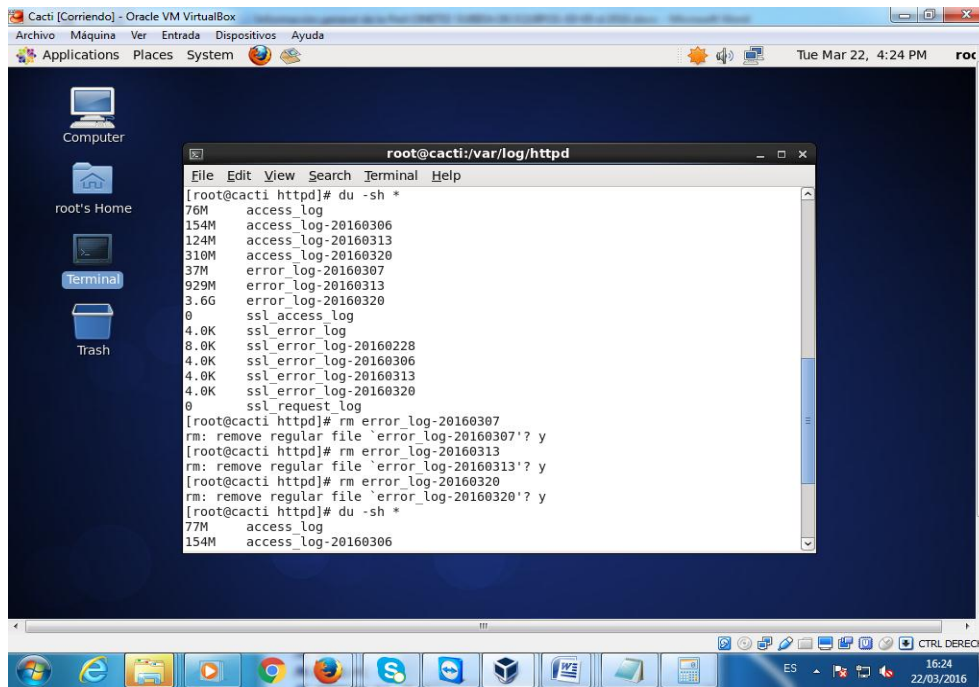 Cacti [Corriendo] - Oracle VM VirtualBox
Archivo Máquina Ver Entrada Dispositivos Ayuda
Applications Places System Tue Mar 22, 4:24 PM roo
Computer
root's Home
Terminal
Trash
root@cacti:/var/log/httpd
File Edit View Search Terminal Help
[root@cacti httpd]# du -sh *
76M access_log
154M access_log-20160306
124M access_log-20160313
310M access_log-20160320
37M error_log-20160307
929M error_log-20160313
3.6G error_log-20160320
0 ssl_access_log
4.0K ssl_error_log
8.0K ssl_error_log-20160228
4.0K ssl_error_log-20160306
4.0K ssl_error_log-20160313
4.0K ssl_error_log-20160320
0 ssl_request_log
[root@cacti httpd]# rm error_log-20160307
rm: remove regular file `error_log-20160307'? y
[root@cacti httpd]# rm error_log-20160313
rm: remove regular file `error_log-20160313'? y
[root@cacti httpd]# rm error_log-20160320
rm: remove regular file `error_log-20160320'? y
[root@cacti httpd]# du -sh *
77M access_log
154M access_log-20160306
CTRL DERECH
ES 16:24
22/03/2016